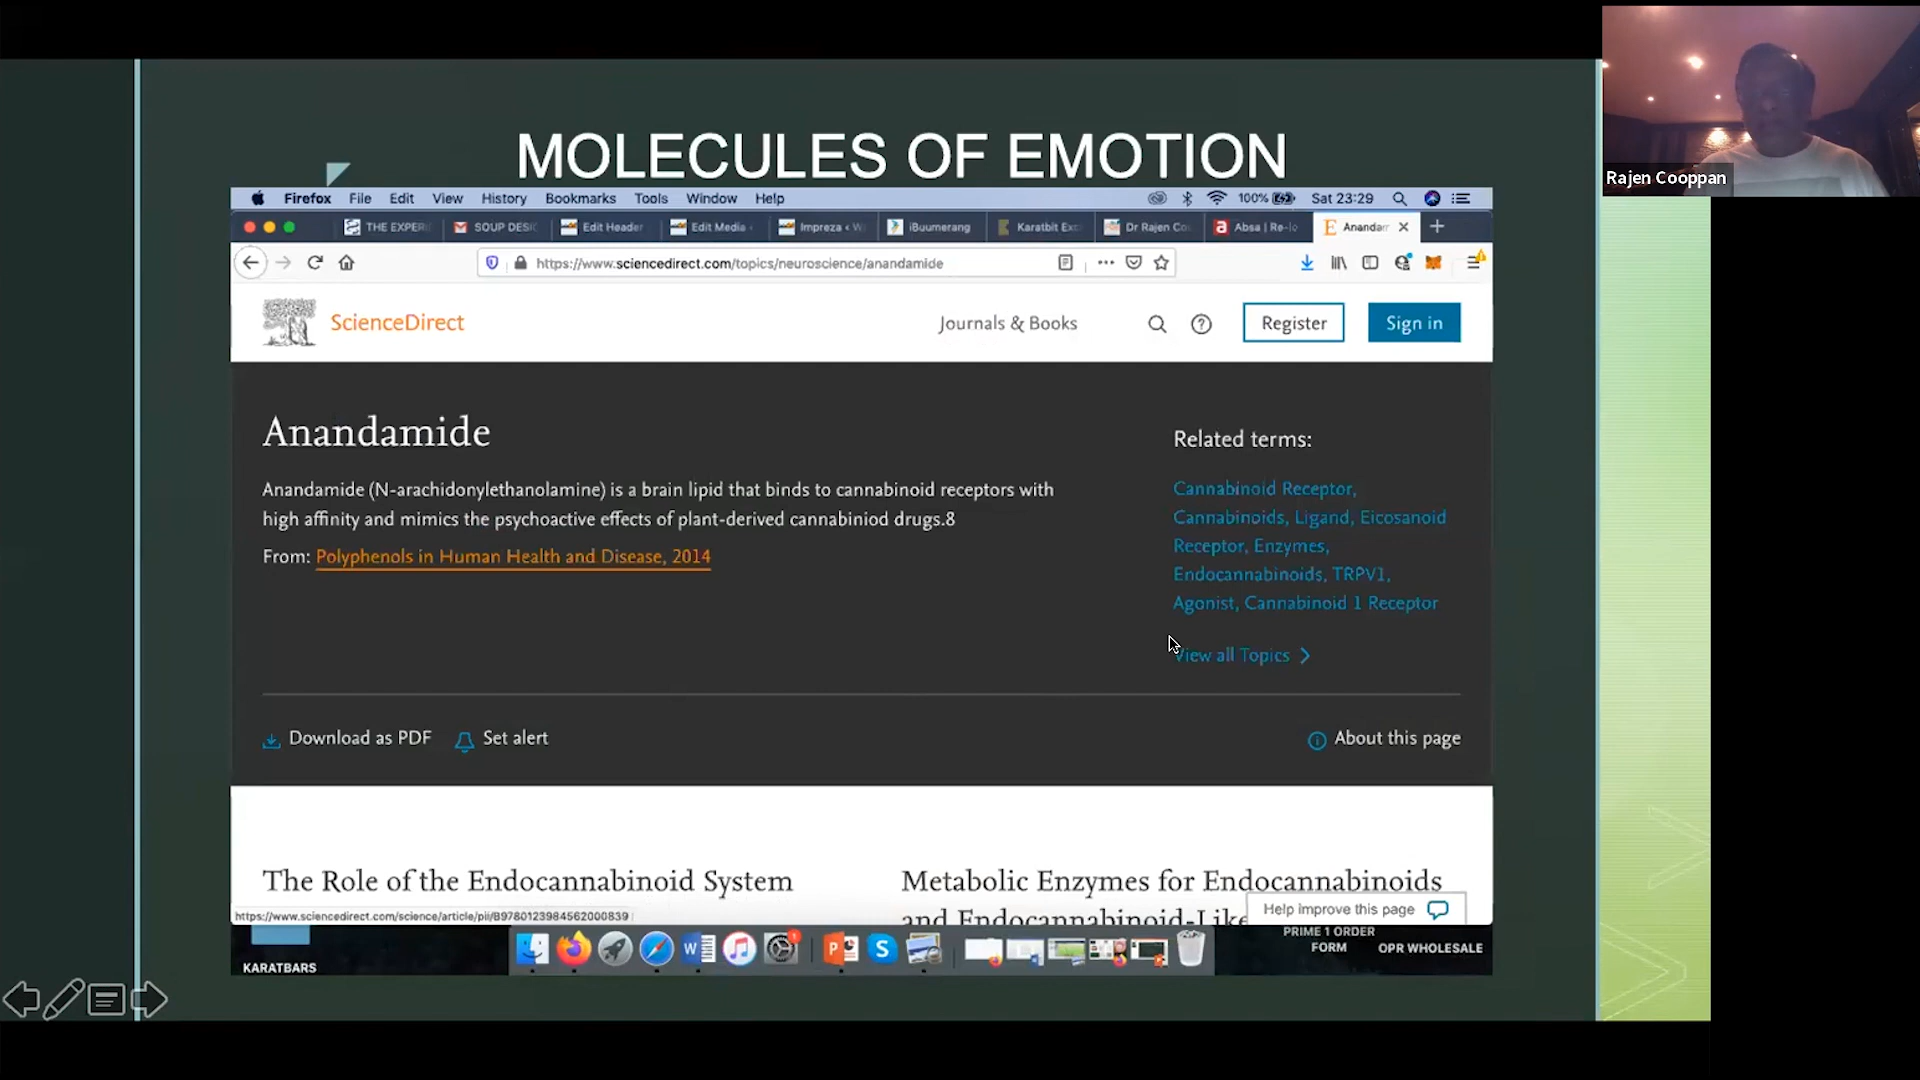 MOLECULES OF EMOTION
Rajen Cooppan
Firefox File Edit View History Bookmarks Tools Window Help 100% Sat 23:29
THE EXPERI SOUP DESI Edit Header Edit Media Impreza iBuumerang Karatbit Exc Dr Rajen Co Absa | Re-lo Anandam
https://www.sciencedirect.com/topics/neuroscience/anandamide
ScienceDirect Journals & Books Register Sign in
Anandamide
Anandamide (N-arachidonylethanolamine) is a brain lipid that binds to cannabinoid receptors with
high affinity and mimics the psychoactive effects of plant-derived cannabiniod drugs.8
From: Polyphenols in Human Health and Disease, 2014
Related terms:
Cannabinoid Receptor,
Cannabinoids, Ligand, Eicosanoid
Receptor, Enzymes,
Endocannabinoids, TRPV1,
Agonist, Cannabinoid 1 Receptor
View all Topics
Download as PDF Set alert About this page
The Role of the Endocannabinoid System
Metabolic Enzymes for Endocannabinoids
and Endocannabinoid-Like
Help improve this page
https://www.sciencedirect.com/science/article/pii/B9780123984562000839
KARATBARS
PRIME 1 ORDER
FORM
OPR WHOLESALE